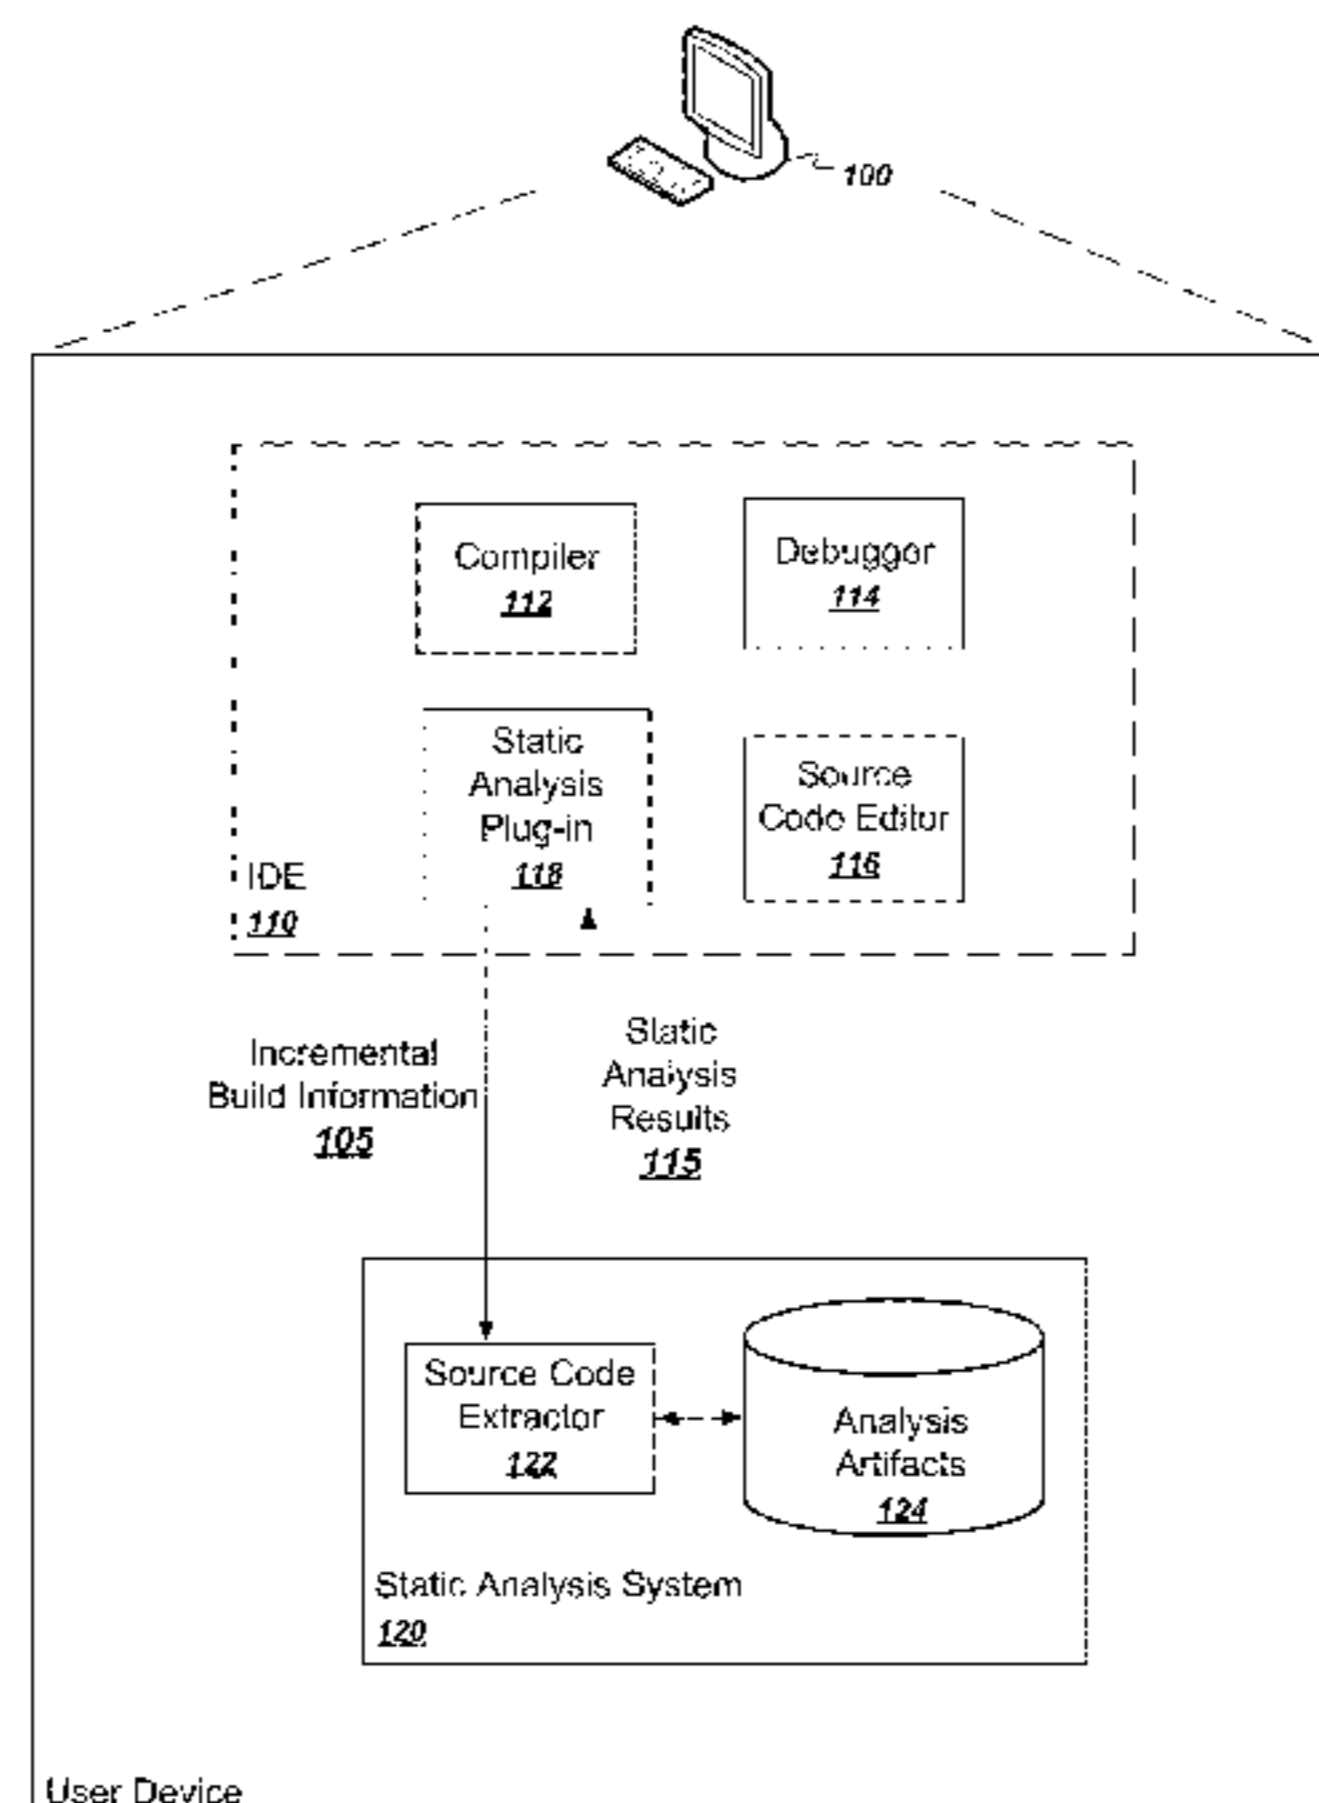 100
Compiler
112
Debugger
114
Static
Analysis
Plug-in
118
Source
Code Editor
116
IDE
110
Incremental
Build Information
105
Static
Analysis
Results
115
Source Code
Extractor
122
Analysis
Artifacts
124
Static Analysis System
120
User Device